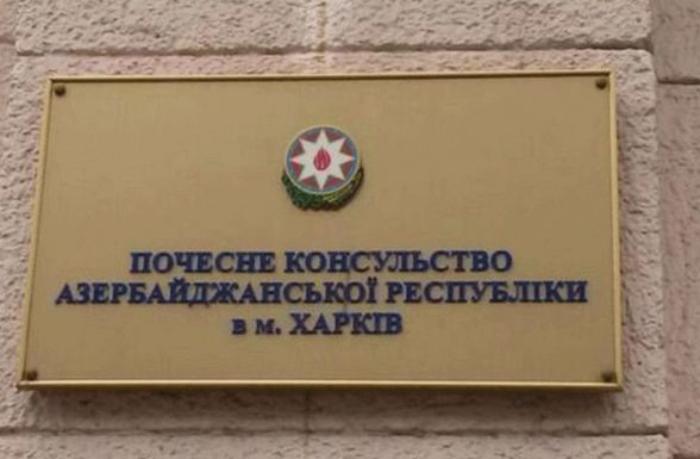 ПОЧЕСНЕ КОНСУЛЬСТВО
АЗЕРБАЙДЖАНСЬКОЇ РЕСПУБЛІКИ
в м. ХАРКІВ